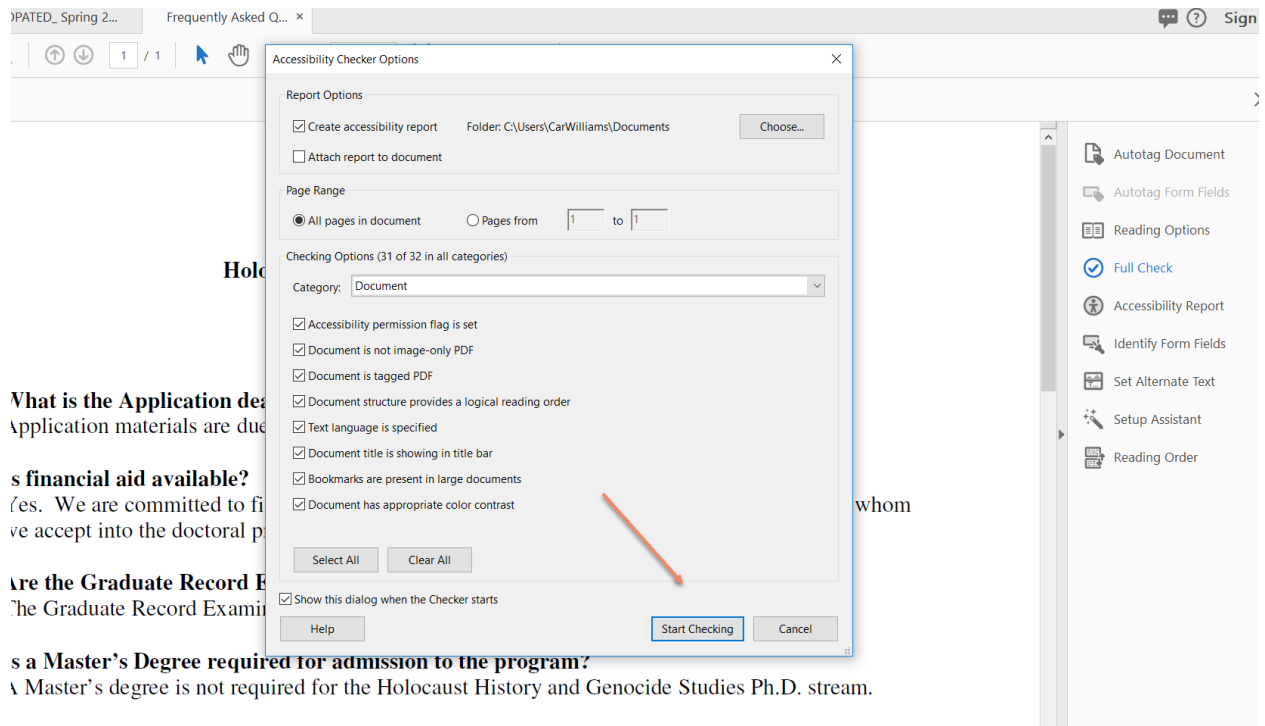 OPATED_ Spring 2...
Frequently Asked Q... ×
Sign
1 / 1
Accessibility Checker Options
Report Options
Create accessibility report Folder: C:\Users\CarWilliams\Documents Choose...
Attach report to document
Page Range
All pages in document Pages from 1 to 1
Checking Options (31 of 32 in all categories)
Category: Document
Accessibility permission flag is set
Document is not image-only PDF
Document is tagged PDF
Document structure provides a logical reading order
Text language is specified
Document title is showing in title bar
Bookmarks are present in large documents
Document has appropriate color contrast
Select All Clear All
Show this dialog when the Checker starts
Help Start Checking Cancel
Holo
What is the Application dea
Application materials are due
s financial aid available?
Yes. We are committed to fi whom
we accept into the doctoral p
Are the Graduate Record E
The Graduate Record Examin
s a Master's Degree required for admission to the program?
A Master's degree is not required for the Holocaust History and Genocide Studies Ph.D. stream.
Autotag Document
Autotag Form Fields
Reading Options
Full Check
Accessibility Report
Identify Form Fields
Set Alternate Text
Setup Assistant
Reading Order